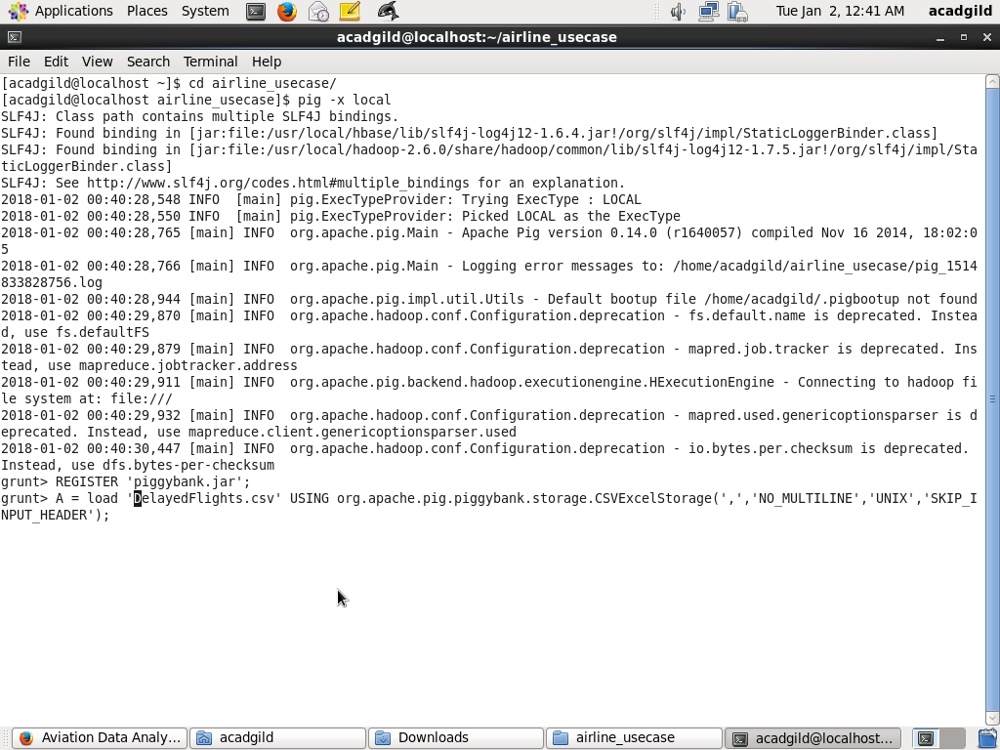 Applications Places System Tue Jan 2, 12:41 AM acadgild
acadgild@localhost:~/airline_usecase
File Edit View Search Terminal Help
[acadgild@localhost ~]$ cd airline_usecase/
[acadgild@localhost airline_usecase]$ pig -x local
SLF4J: Class path contains multiple SLF4J bindings.
SLF4J: Found binding in [jar:file:/usr/local/hbase/lib/slf4j-log4j12-1.6.4.jar!/org/slf4j/impl/StaticLoggerBinder.class]
SLF4J: Found binding in [jar:file:/usr/local/hadoop-2.6.0/share/hadoop/common/lib/slf4j-log4j12-1.7.5.jar!/org/slf4j/impl/Sta
ticLoggerBinder.class]
SLF4J: See http://www.slf4j.org/codes.html#multiple_bindings for an explanation.
2018-01-02 00:40:28,548 INFO  [main] pig.ExecTypeProvider: Trying ExecType : LOCAL
2018-01-02 00:40:28,550 INFO  [main] pig.ExecTypeProvider: Picked LOCAL as the ExecType
2018-01-02 00:40:28,765 [main] INFO  org.apache.pig.Main - Apache Pig version 0.14.0 (r1640057) compiled Nov 16 2014, 18:02:0
5
2018-01-02 00:40:28,766 [main] INFO  org.apache.pig.Main - Logging error messages to: /home/acadgild/airline_usecase/pig_1514
833828756.log
2018-01-02 00:40:28,944 [main] INFO  org.apache.pig.impl.util.Utils - Default bootup file /home/acadgild/.pigbootup not found
2018-01-02 00:40:29,870 [main] INFO  org.apache.hadoop.conf.Configuration.deprecation - fs.default.name is deprecated. Instea
d, use fs.defaultFS
2018-01-02 00:40:29,879 [main] INFO  org.apache.hadoop.conf.Configuration.deprecation - mapred.job.tracker is deprecated. Ins
tead, use mapreduce.jobtracker.address
2018-01-02 00:40:29,911 [main] INFO  org.apache.pig.backend.hadoop.executionengine.HExecutionEngine - Connecting to hadoop fi
le system at: file:///
2018-01-02 00:40:29,932 [main] INFO  org.apache.hadoop.conf.Configuration.deprecation - mapred.used.genericoptionsparser is d
eprecated. Instead, use mapreduce.client.genericoptionsparser.used
2018-01-02 00:40:30,447 [main] INFO  org.apache.hadoop.conf.Configuration.deprecation - io.bytes.per.checksum is deprecated.
Instead, use dfs.bytes-per-checksum
grunt> REGISTER 'piggybank.jar';
grunt> A = load 'DelayedFlights.csv' USING org.apache.pig.piggybank.storage.CSVExcelStorage(',','NO_MULTILINE','UNIX','SKIP_I
NPUT_HEADER');
Aviation Data Analy... acadgild Downloads airline_usecase acadgild@localhost...